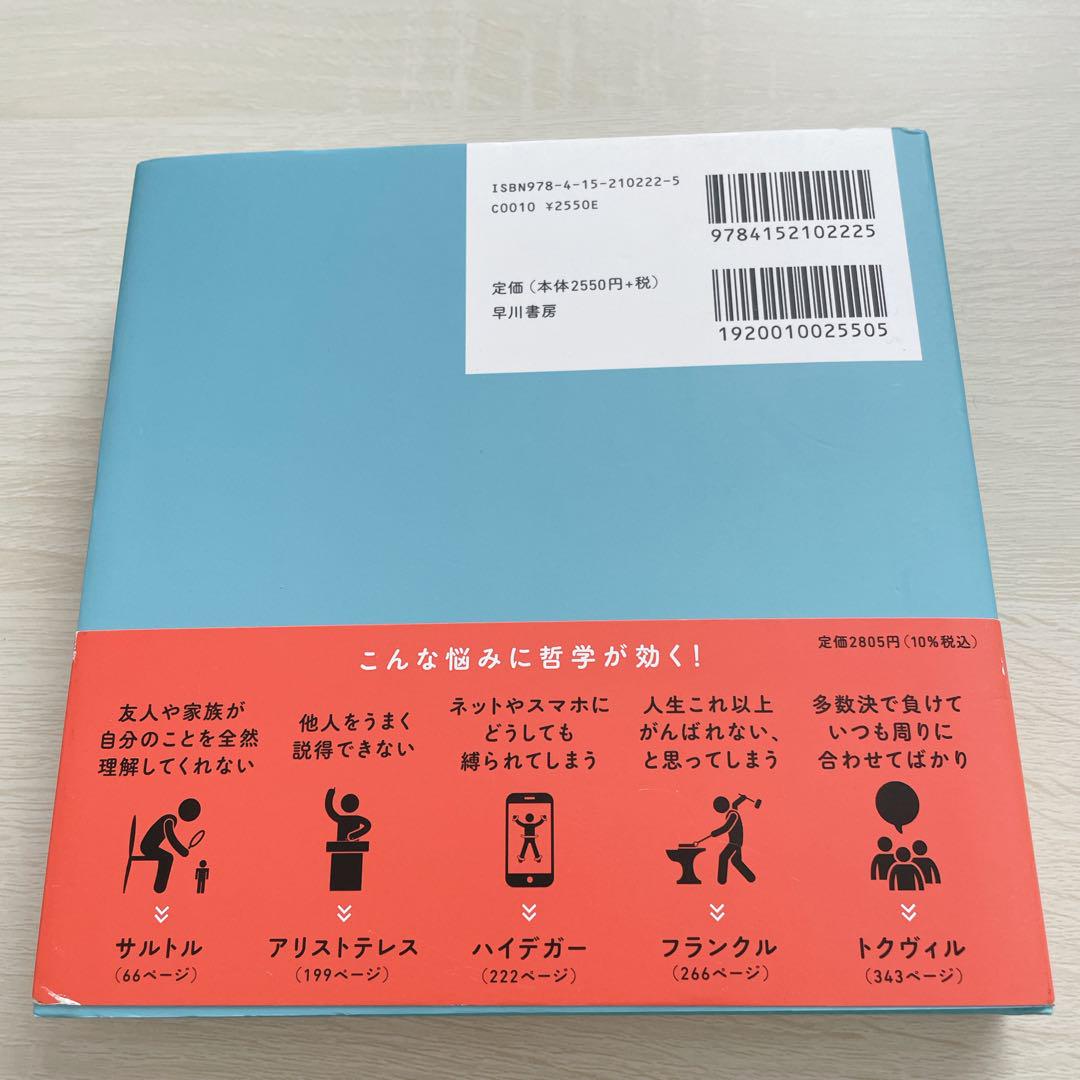 ISBN978-4-15-210222-5
C0010 ¥2550E
9784152102225
定価(本体2550円+税)
早川書房
1920010025505
定価2805円(10%税込)
こんな悩みに哲学が効く!
友人や家族が
自分のことを全然
理解してくれない
サルトル
(66ページ)
他人をうまく
説得できない
アリストテレス
(199ページ)
ネットやスマホに
どうしても
縛られてしまう
ハイデガー
(222ページ)
人生これ以上
がんばれない、
と思ってしまう
フランクル
(266ページ)
多数決で負けて
いつも周りに
合わせてばかり
トクヴィル
(343ページ)